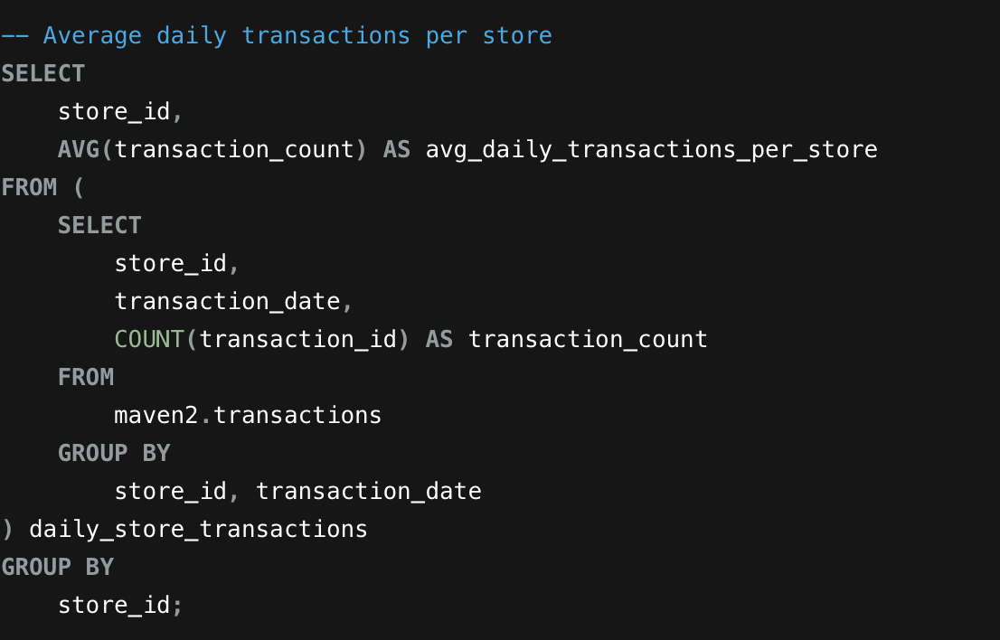 -- Average daily transactions per store
SELECT
    store_id,
    AVG(transaction_count) AS avg_daily_transactions_per_store
FROM (
    SELECT
        store_id,
        transaction_date,
        COUNT(transaction_id) AS transaction_count
    FROM
        maven2.transactions
    GROUP BY
        store_id, transaction_date
) daily_store_transactions
GROUP BY
    store_id;